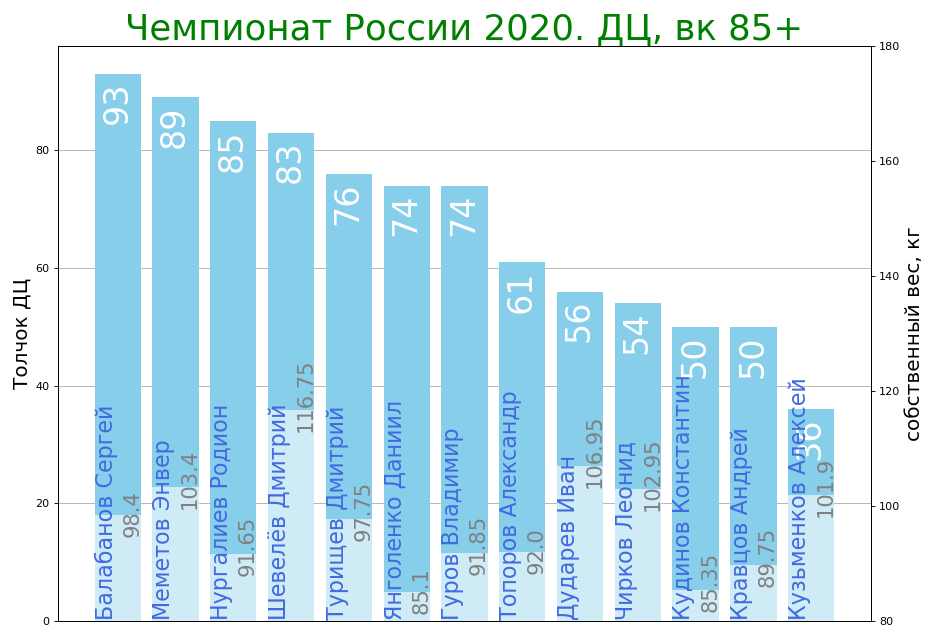 Чемпионат России 2020. ДЦ, вк 85+
Толчок ДЦ
0
20
40
60
80
93
89
85
83
76
74
74
61
56
54
50
50
36
Балабанов Сергей
98.4
Меметов Энвер
103.4
Нургалиев Родион
91.65
Шевелёв Дмитрий
116.75
Турищев Дмитрий
97.75
Янголенко Даниил
85.1
Гуров Владимир
91.85
Топоров Александр
92.0
Дударев Иван
106.95
Чирков Леонид
102.95
Кудинов Константин
85.35
Кравцов Андрей
89.75
Кузьменков Алексей
101.9
80
100
120
140
160
180
собственный вес, кг